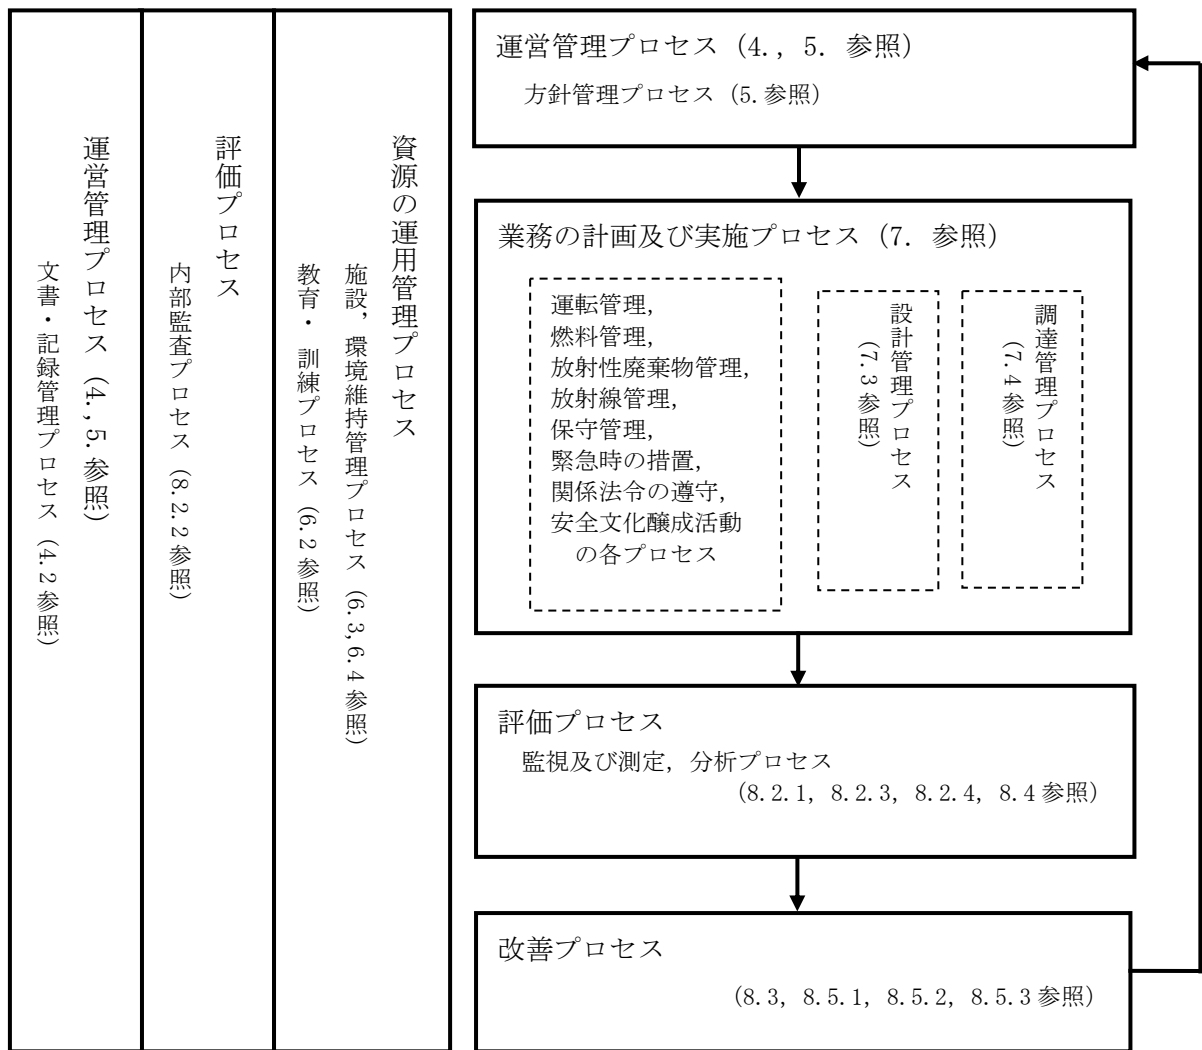 運営管理プロセス（4.，5.参照）
文書・記録管理プロセス（4.2参照）
評価プロセス
内部監査プロセス（8.2.2参照）
資源の運用管理プロセス
施設，環境維持管理プロセス（6.3,6.4参照）
教育・訓練プロセス（6.2参照）
運営管理プロセス（4.，5. 参照）
方針管理プロセス（5.参照）
業務の計画及び実施プロセス（7. 参照）
運転管理，
燃料管理，
放射性廃棄物管理，
放射線管理，
保守管理，
緊急時の措置，
関係法令の遵守，
安全文化醸成活動
の各プロセス
設計管理プロセス
（7.3参照）
調達管理プロセス
（7.4参照）
評価プロセス
監視及び測定，分析プロセス
（8.2.1，8.2.3，8.2.4，8.4参照）
改善プロセス
（8.3，8.5.1，8.5.2，8.5.3参照）